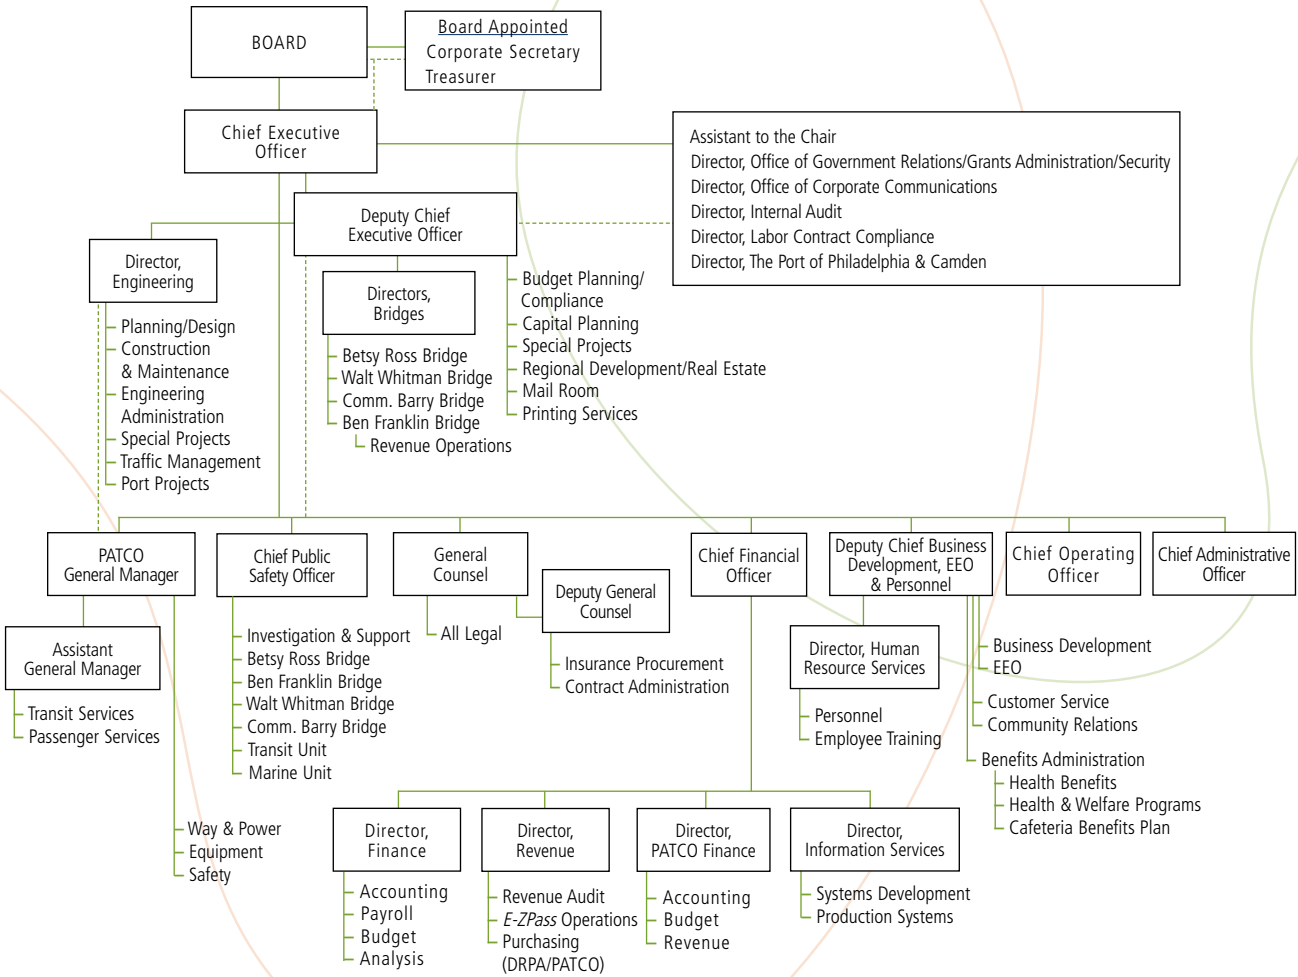 BOARD
Board Appointed
Corporate Secretary
Treasurer
Chief Executive
Officer
Assistant to the Chair
Director, Office of Government Relations/Grants Administration/Security
Director, Office of Corporate Communications
Director, Internal Audit
Director, Labor Contract Compliance
Director, The Port of Philadelphia & Camden
Deputy Chief
Executive Officer
Director,
Engineering
Planning/Design
Construction
& Maintenance
Engineering
Administration
Special Projects
Traffic Management
Port Projects
Directors,
Bridges
Betsy Ross Bridge
Walt Whitman Bridge
Comm. Barry Bridge
Ben Franklin Bridge
Revenue Operations
Budget Planning/
Compliance
Capital Planning
Special Projects
Regional Development/Real Estate
Mail Room
Printing Services
PATCO
General Manager
Assistant
General Manager
Transit Services
Passenger Services
Way & Power
Equipment
Safety
Chief Public
Safety Officer
Investigation & Support
Betsy Ross Bridge
Ben Franklin Bridge
Walt Whitman Bridge
Comm. Barry Bridge
Transit Unit
Marine Unit
General
Counsel
All Legal
Deputy General
Counsel
Insurance Procurement
Contract Administration
Chief Financial
Officer
Director,
Finance
Accounting
Payroll
Budget
Analysis
Director,
Revenue
Revenue Audit
E-ZPass Operations
Purchasing
(DRPA/PATCO)
Director,
PATCO Finance
Accounting
Budget
Revenue
Director,
Information Services
Systems Development
Production Systems
Deputy Chief Business
Development, EEO
& Personnel
Director, Human
Resource Services
Personnel
Employee Training
Business Development
EEO
Customer Service
Community Relations
Benefits Administration
Health Benefits
Health & Welfare Programs
Cafeteria Benefits Plan
Chief Operating
Officer
Chief Administrative
Officer